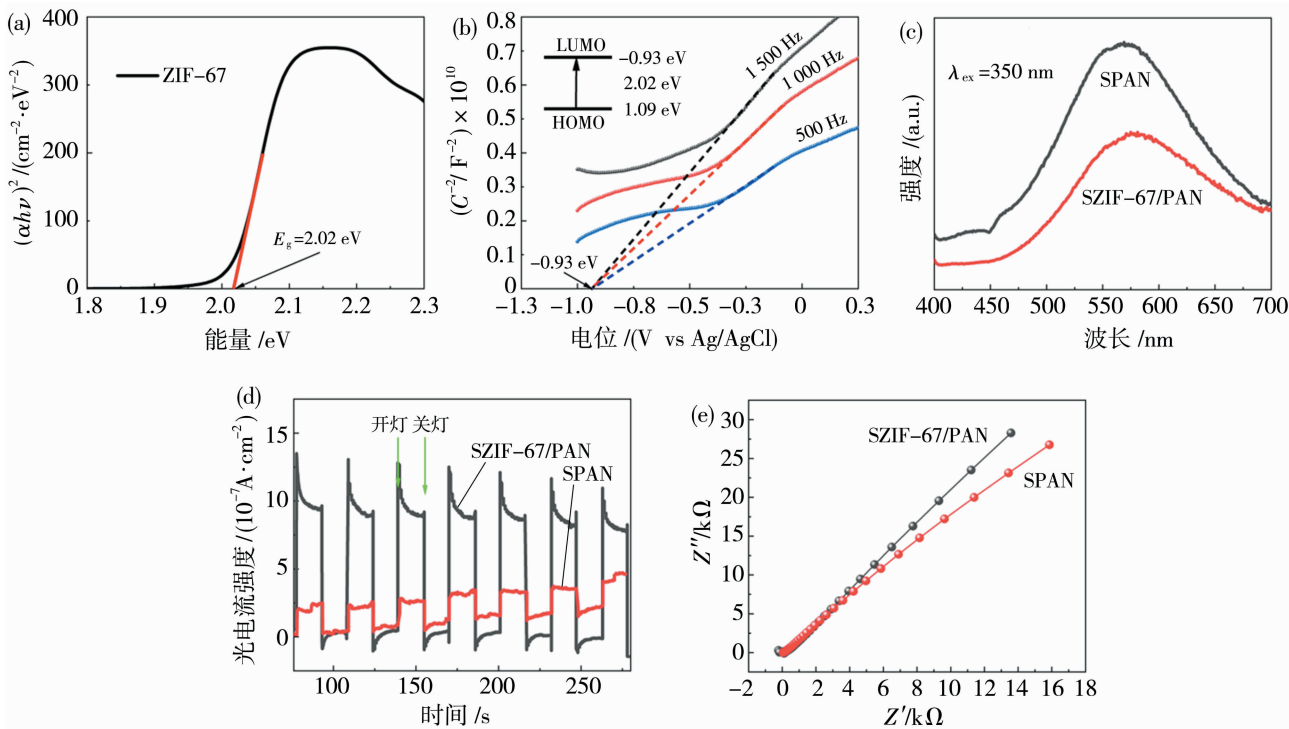 (a)
400
300
200
100
0
(αhν)²/(cm⁻²·eV⁻²)
ZIF-67
E_g=2.02 eV
1.8 1.9 2.0 2.1 2.2 2.3
能量/eV
(b)
0.8
0.7
0.6
0.5
0.4
0.3
0.2
0.1
0
(C⁻²/F⁻²)×10¹⁰
LUMO
-0.93 eV
2.02 eV
1.09 eV
HOMO
1 500 Hz
1 000 Hz
500 Hz
-0.93 eV
-1.3 -1.0 -0.8 -0.5 -0.3 0 0.3
电位/(V vs Ag/AgCl)
(c)
λ_ex=350 nm
SPAN
SZIF-67/PAN
强度/(a.u.)
400 450 500 550 600 650 700
波长/nm
(d)
15
10
5
0
光电流强度/(10⁻⁷A·cm⁻²)
开灯 关灯
SZIF-67/PAN
SPAN
100 150 200 250
时间/s
(e)
30
25
20
15
10
5
0
Z″/kΩ
SZIF-67/PAN
SPAN
-2 0 2 4 6 8 10 12 14 16 18
Z′/kΩ